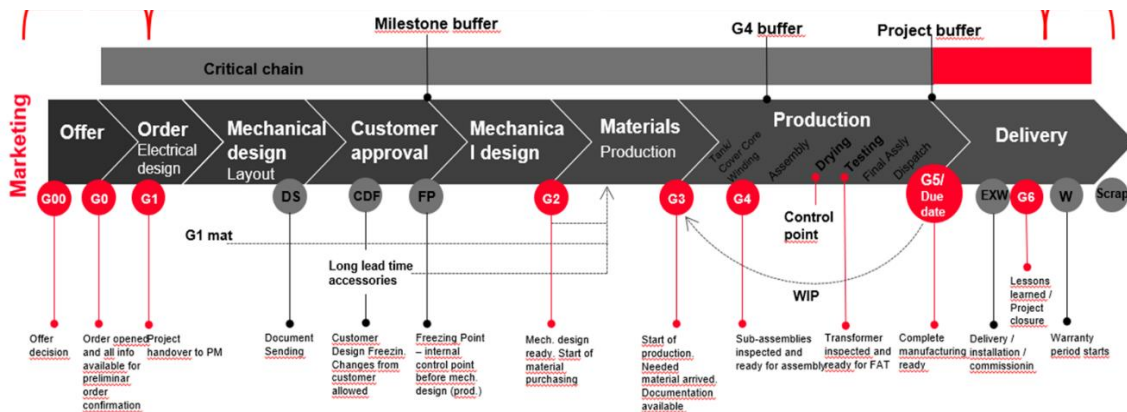 Milestone buffer
G4 buffer
Project buffer
Critical chain
Marketing
Offer
Order
Electrical
design
Mechanical
design
Layout
Customer
approval
Mechanica
l design
Materials
Production
Production
Tank/
Cover Core
Winding
Assembly
Drying
Testing
Final Assly
Dispatch
Delivery
G00
G0
G1
DS
CDF
FP
G2
G3
G4
Control
point
G5/
Due
date
EXW
G6
W
Scrap
G1 mat
Long lead time
accessories
WIP
Offer
decision
Order opened
and all info
available for
preliminar
order
confirmation
Project
handover to PM
Document
Sending
Customer
Design Freezin.
Changes from
customer
allowed
Freezing Point
– internal
control point
before mech.
design (prod.)
Mech. design
ready. Start of
material
purchasing
Start of
production.
Needed
material arrived.
Documentation
available
Sub-assemblies
inspected and
ready for assembly
Transformer
inspected and
ready for FAT
Complete
manufacturing
ready
Delivery /
installation /
commissionin
Lessons
learned /
Project
closure
Warranty
period starts